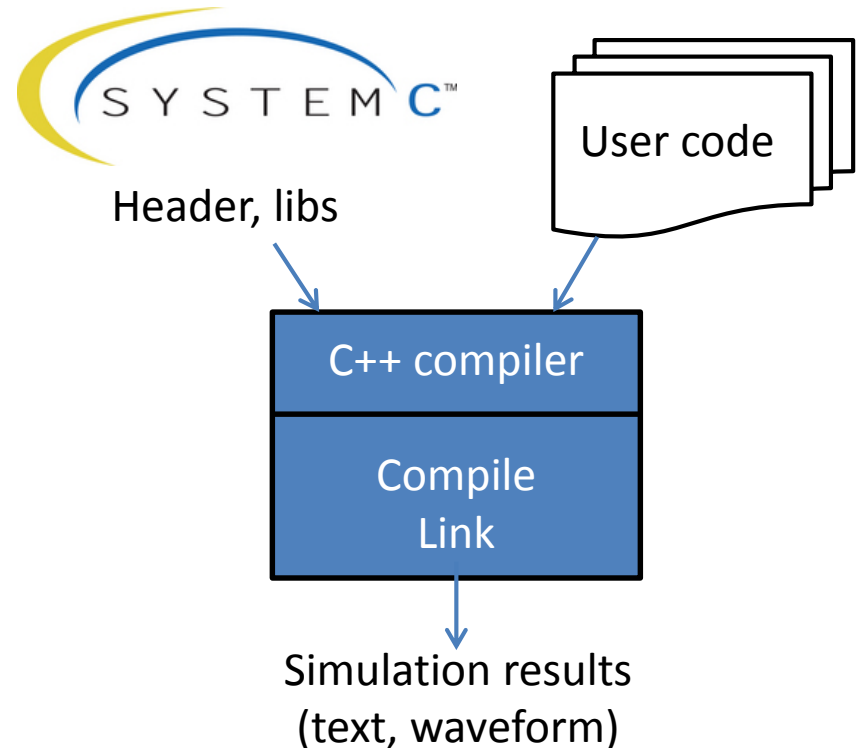 SYSTEM C™
User code
Header, libs
C++ compiler
Compile
Link
Simulation results
(text, waveform)